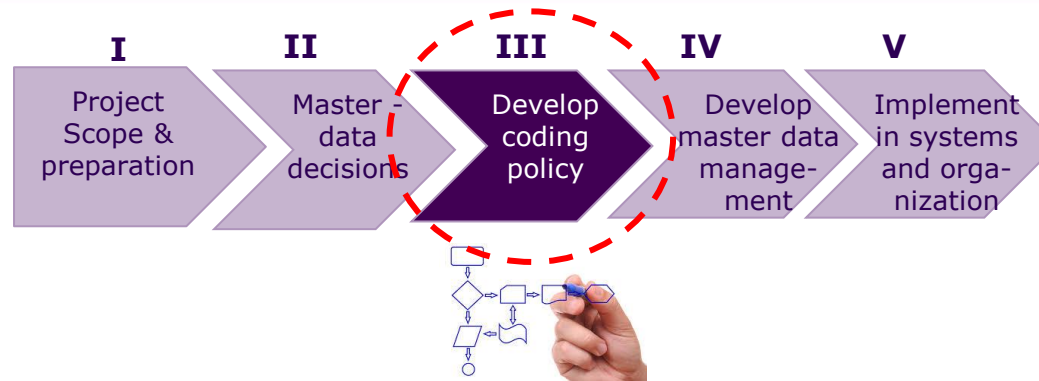 I
II
III
IV
V
Project
Scope &
preparation
Master -
data
decisions
Develop
coding
policy
Develop
master data
manage-
ment
Implement
in systems
and orga-
nization